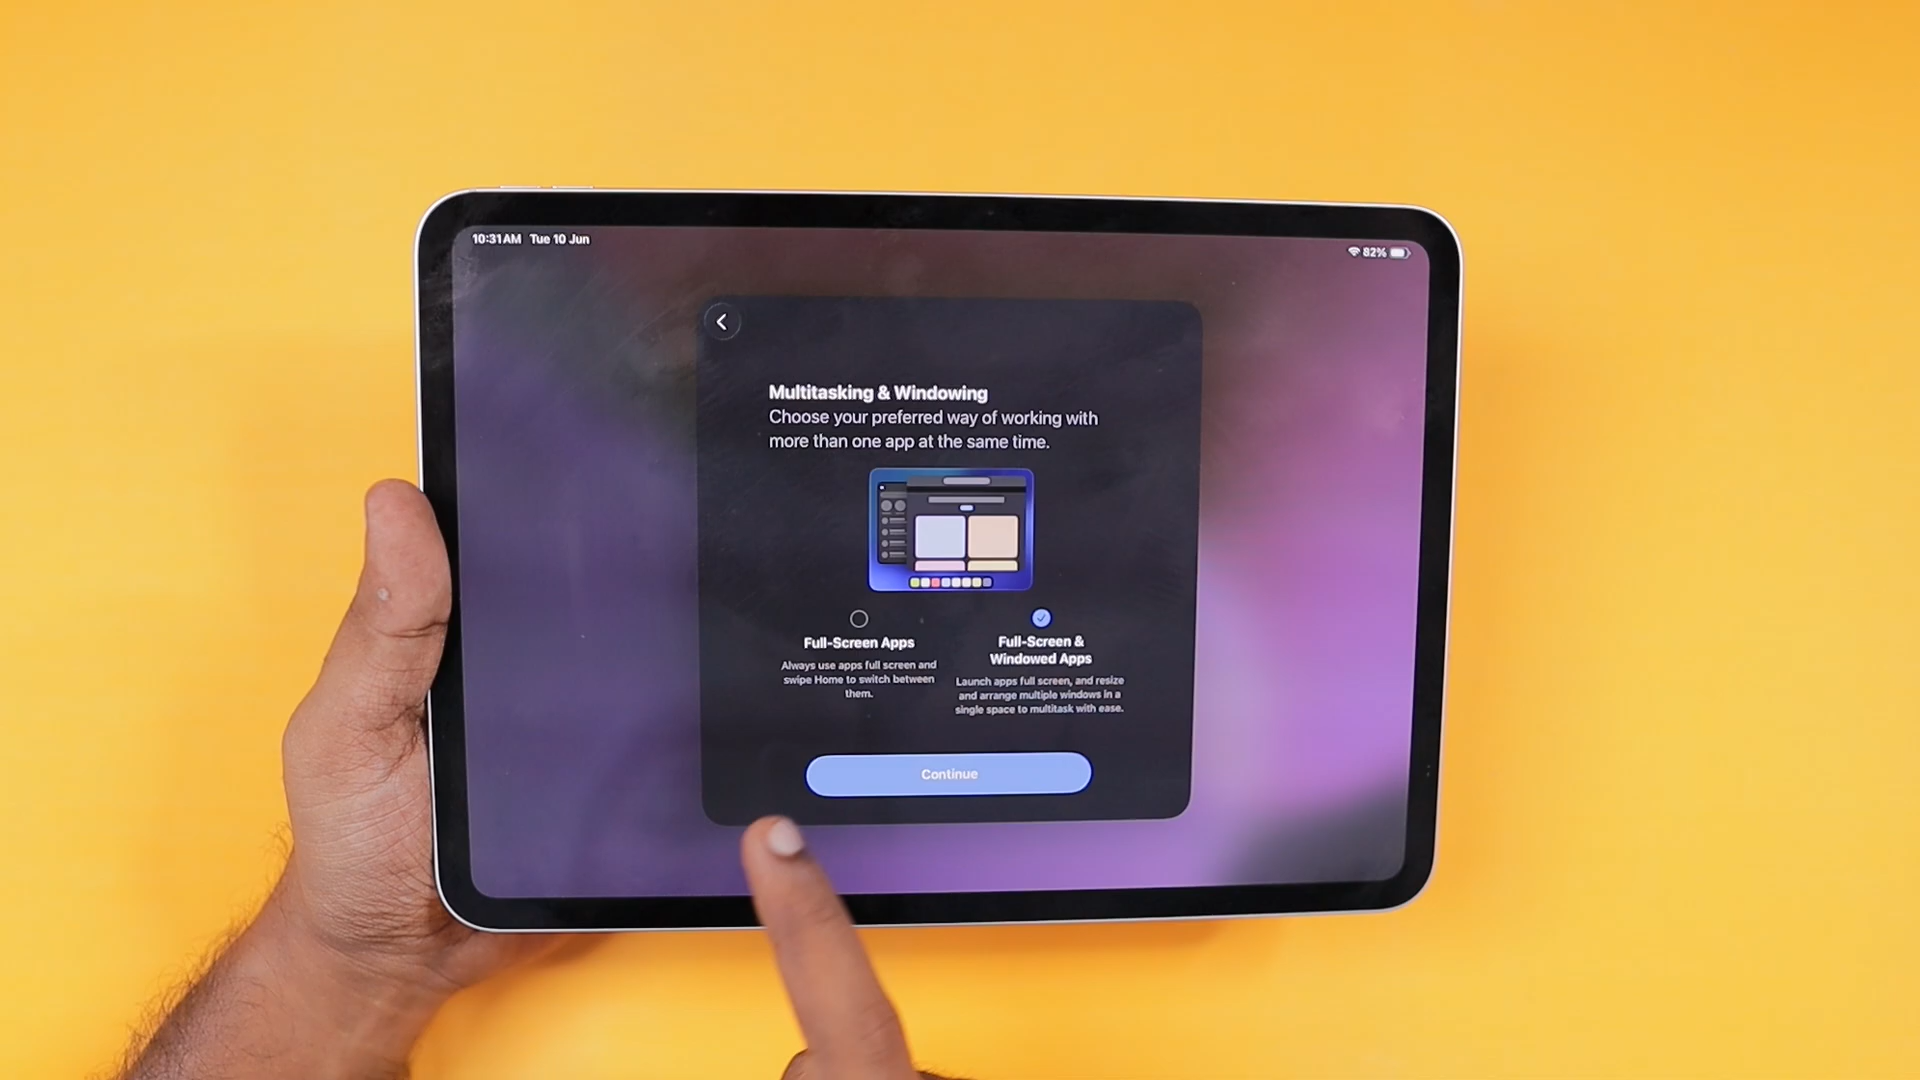 10:31AM Tue 10 Jun
82%
Multitasking & Windowing
Choose your preferred way of working with
more than one app at the same time.
Full-Screen Apps
Always use apps full screen and
swipe Home to switch between
them.
Full-Screen &
Windowed Apps
Launch apps full screen, and resize
and arrange multiple windows in a
single space to multitask with ease.
Continue